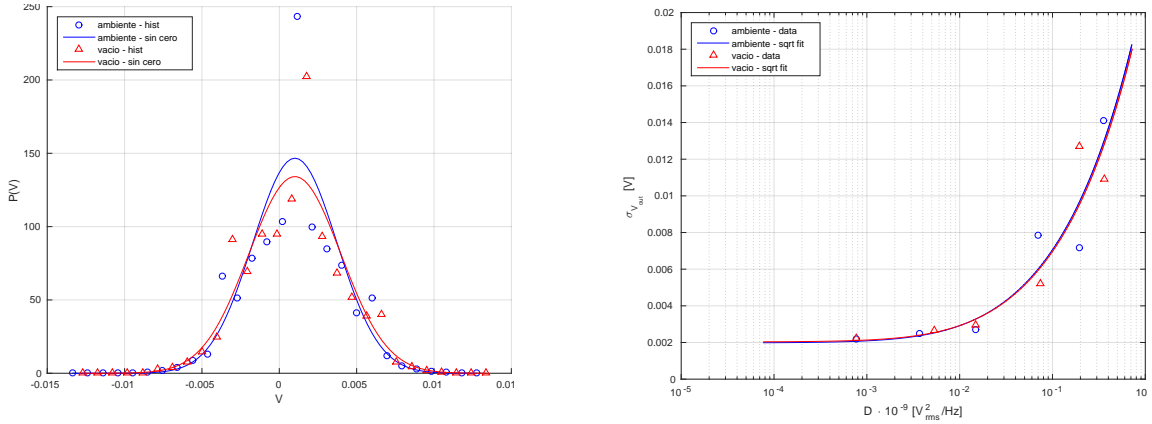 250
200
150
100
50
0
P(V)
ambiente - hist
ambiente - sin cero
vacio - hist
vacio - sin cero
-0.015
-0.01
-0.005
0
0.005
0.01
0.01
V
0.02
0.018
0.016
0.014
0.012
0.01
0.008
0.006
0.004
0.002
0
σ_{V_{out}} [V]
ambiente - data
ambiente - sqrt fit
vacio - data
vacio - sqrt fit
10^{-5}
10^{-4}
10^{-3}
10^{-2}
10^{-1}
10
D · 10^{-9} [V^{2}_{rms}/Hz]